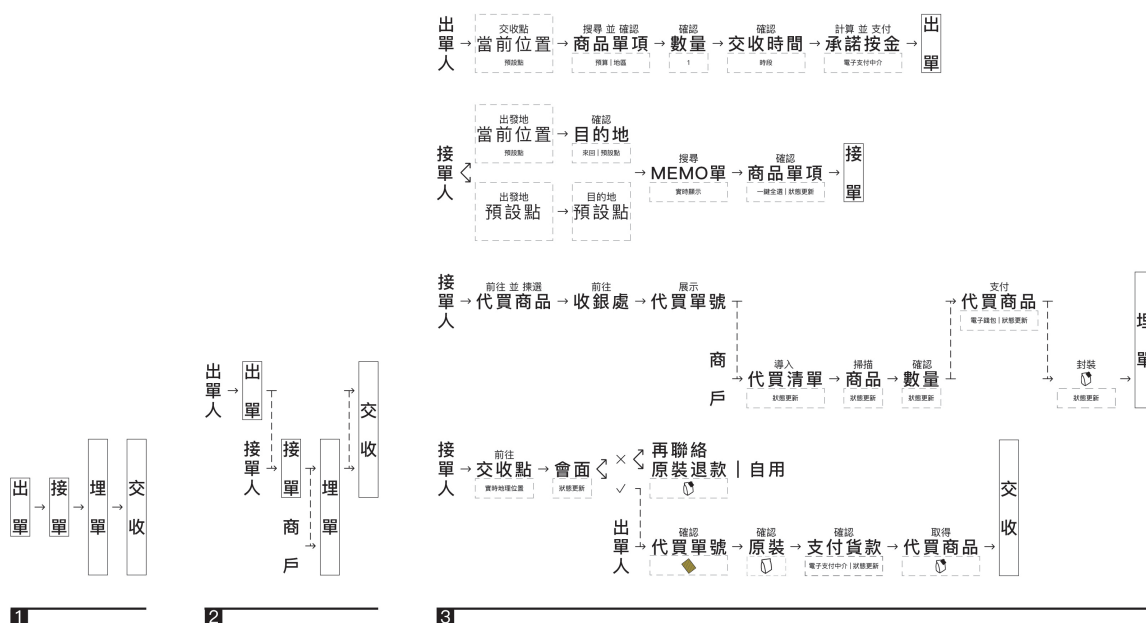 出單人
交收點
當前位置
預設點
搜尋 並 確認
商品單項
預算 | 地區
確認
數量
1
確認
交收時間
時段
計算 並 支付
承諾按金
電子支付中介
出單
接單人
出發地
當前位置
預設點
確認
目的地
來回 | 預設點
出發地
預設點
目的地
預設點
搜尋
MEMO單
實時顯示
確認
商品單項
一鍵全選 | 狀態更新
接單
接單人
前往 並 揀選
代買商品
前往
收銀處
展示
代買單號
商戶
導入
代買清單
狀態更新
掃描
商品
狀態更新
確認
數量
狀態更新
支付
代買商品
電子錢包 | 狀態更新
封裝
狀態更新
埋單
接單人
前往
交收點
實時地理位置
會面
狀態更新
×
再聯絡
原裝退款 | 自用
✓
出單人
確認
代買單號
確認
原裝
確認
支付貨款
電子支付中介 | 狀態更新
取得
代買商品
交收
出單人
出單
接單人
接單
商戶
埋單
交收
出單
接單
埋單
交收
1
2
3